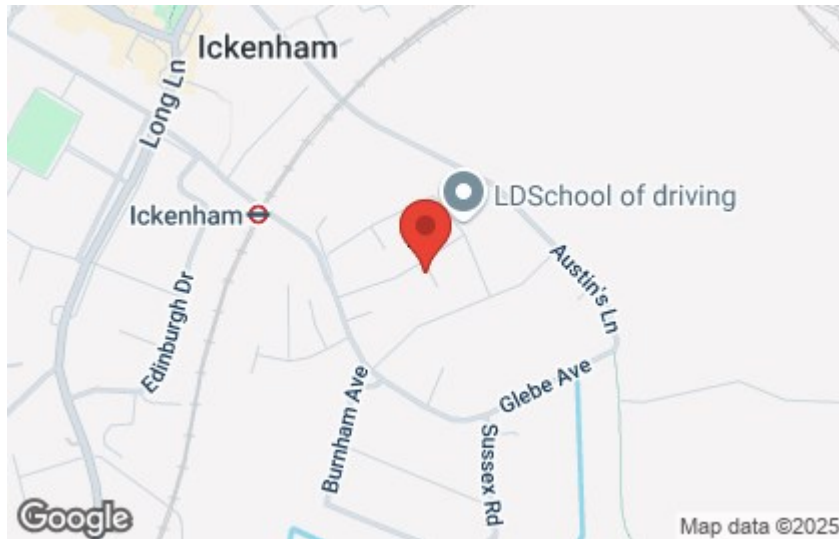 Ickenham
Long Ln
LDSchool of driving
Ickenham
Austin's Ln
Edinburgh Dr
Glebe Ave
Burnham Ave
Sussex Rd
Google
Map data ©2025